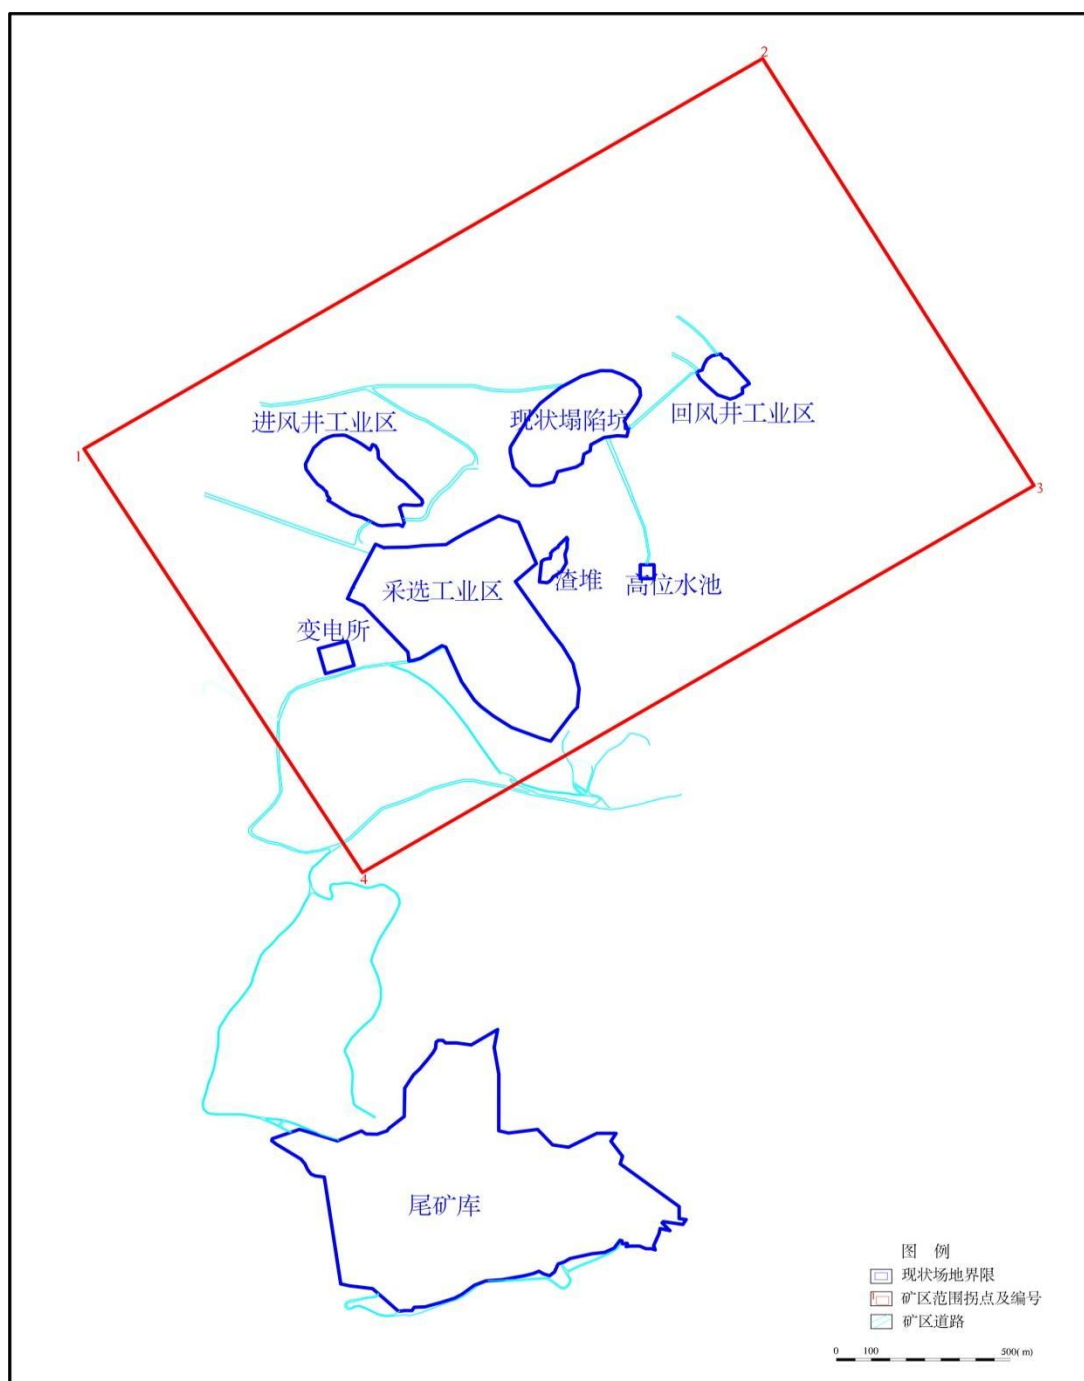 2
回风井工业区
现状塌陷坑
进风井工业区
1
3
渣堆
高位水池
采选工业区
变电所
4
尾矿库
图 例
现状场地界限
1
矿区范围拐点及编号
矿区道路
0 100 500(m)